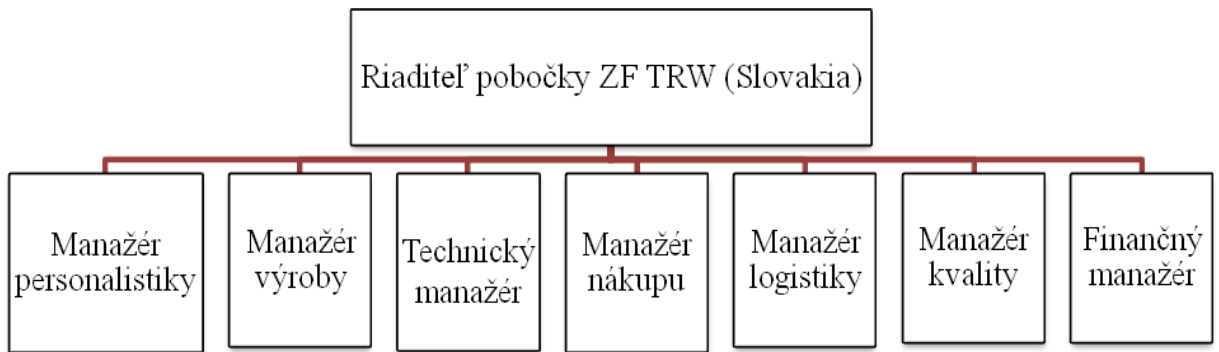 Riaditeľ pobočky ZF TRW (Slovakia)
Manažér
personalistiky
Manažér
výroby
Technický
manažér
Manažér
nákupu
Manažér
logistiky
Manažér
kvality
Finančný
manažér